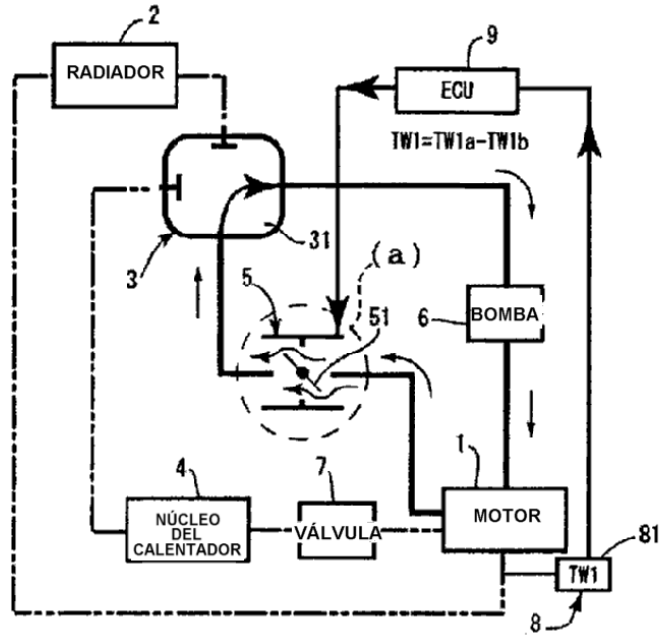 2
RADIADOR
9
ECU
TW1=TW1a-TW1b
31
3
(a)
5
51
6
BOMBA
1
MOTOR
4
NÚCLEO
DEL
CALENTADOR
7
VÁLVULA
81
TW1
8